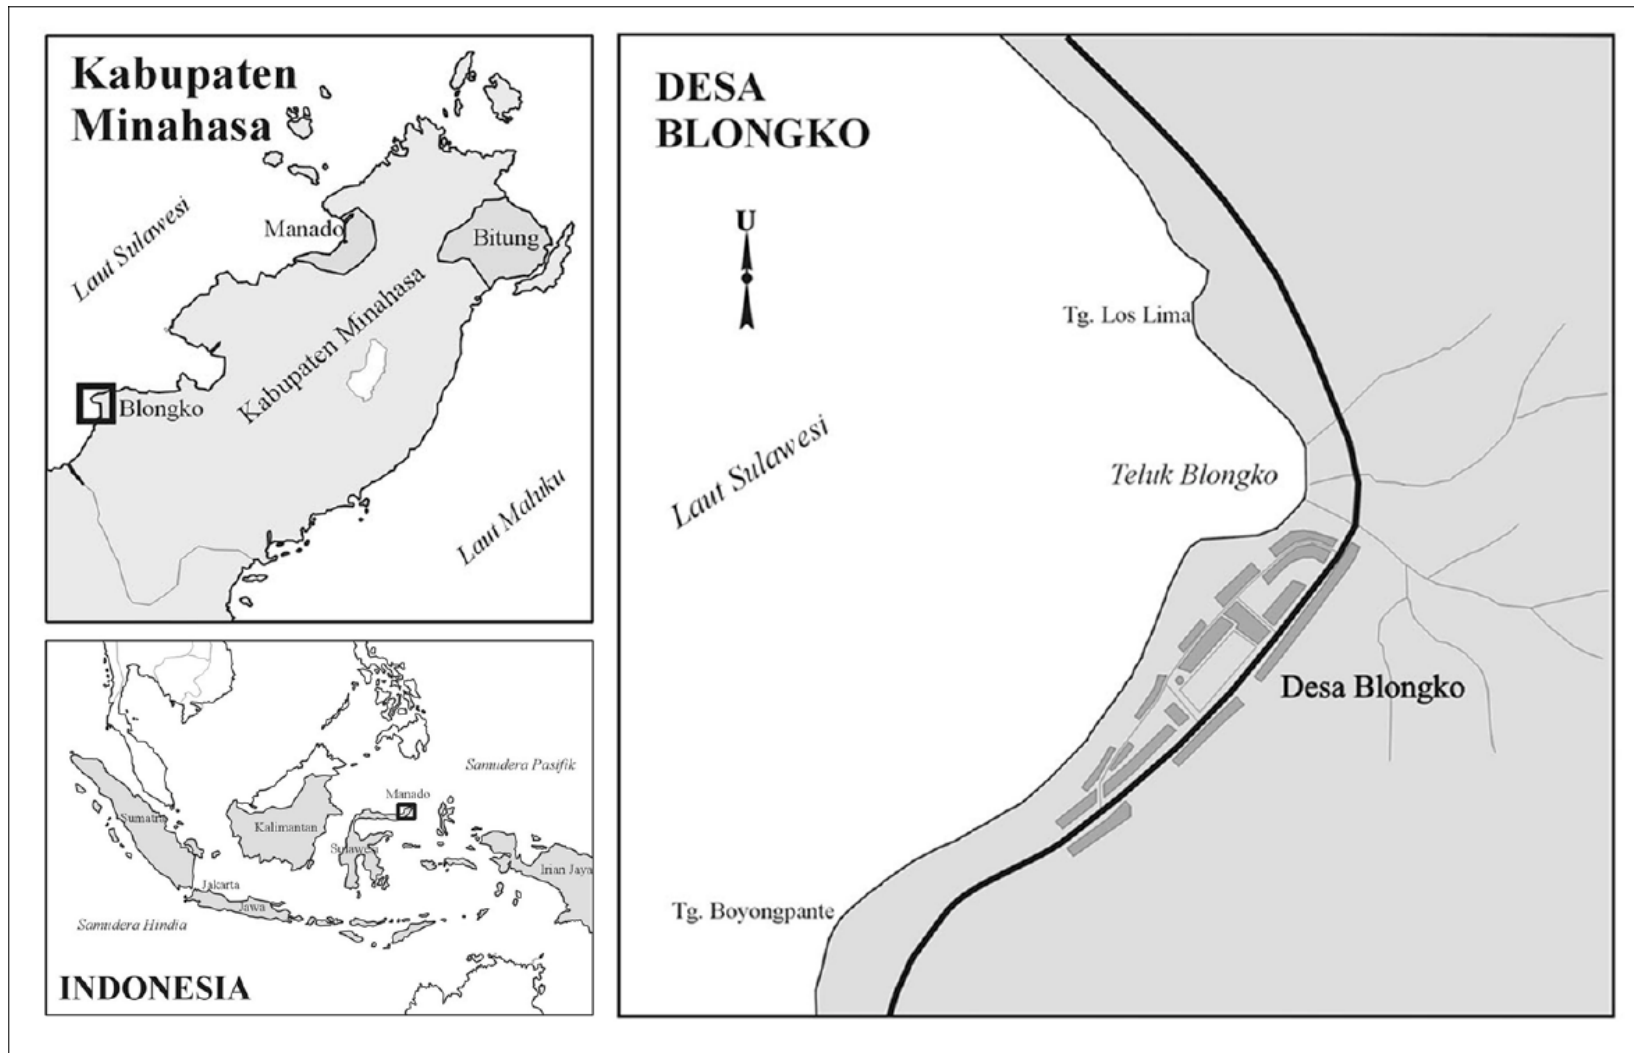 Kabupaten
Minahasa
Laut Sulawesi
Manado
Bitung
Kabupaten Minahasa
Blongko
Laut Maluku
Samudera Pasifik
Manado
Sumatra
Kalimantan
Sulawesi
Irian Jaya
Jakarta
Jawa
Samudera Hindia
INDONESIA
DESA
BLONGKO
U
Tg. Los Lima
Laut Sulawesi
Teluk Blongko
Desa Blongko
Tg. Boyongpante